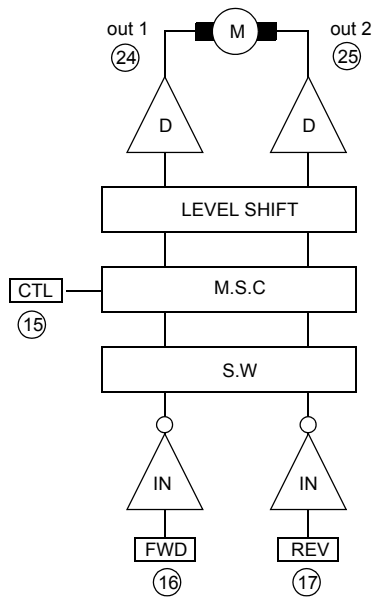 out 1
M
out 2
24
25
D
D
LEVEL SHIFT
CTL
M.S.C
15
S.W
IN
IN
FWD
REV
16
17